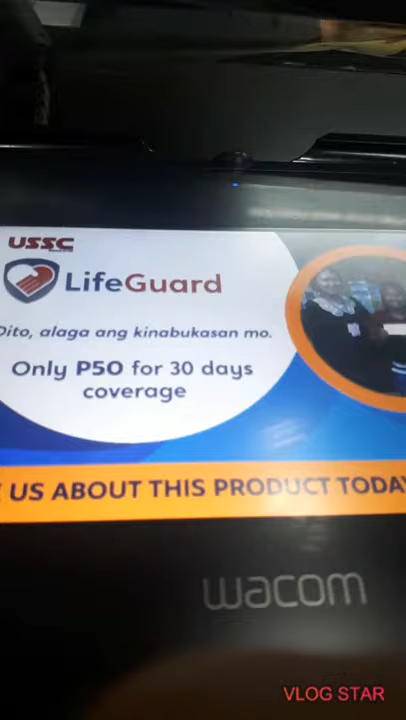 USSC
LifeGuard
Dito, alaga ang kinabukasan mo.
Only P50 for 30 days
coverage
US ABOUT THIS PRODUCT TODAY
wacom
VLOG STAR